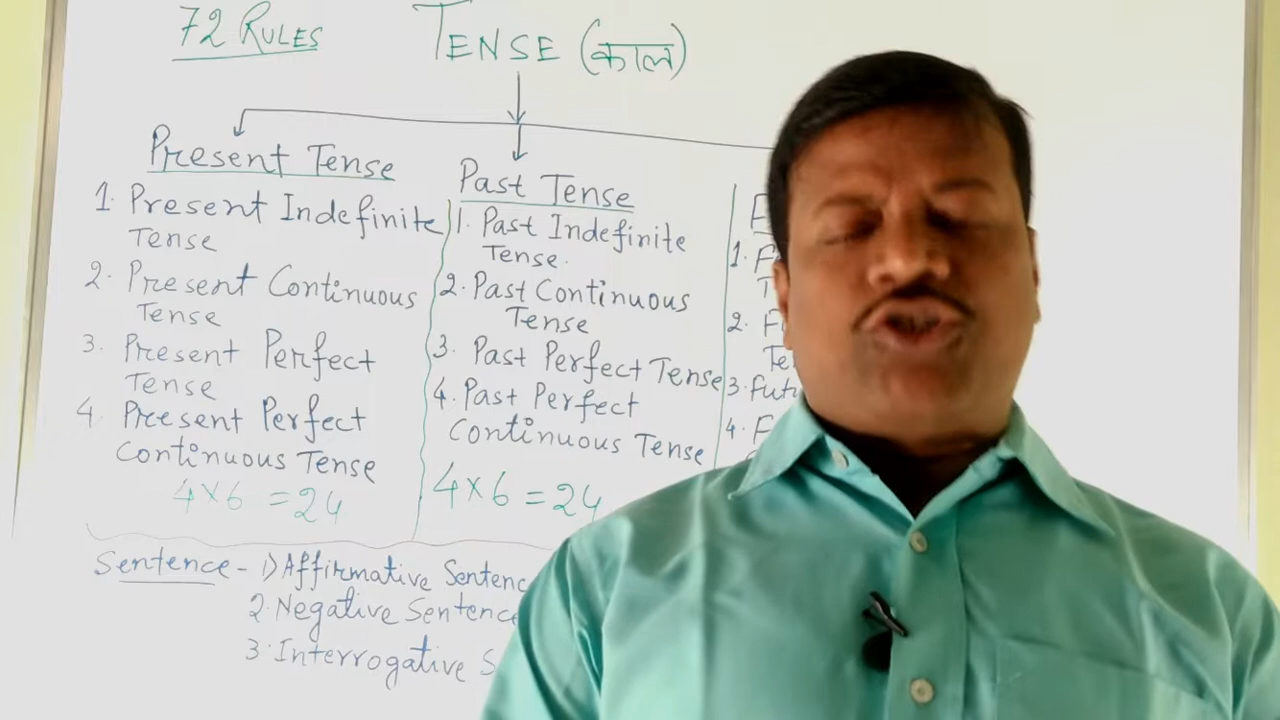 72 RULES
TENSE (काल)
Present Tense
1. Present Indefinite
Tense
2. Present Continuous
Tense
3. Present Perfect
Tense
4. Present Perfect
Continuous Tense
4×6 = 24
Past Tense
1. Past Indefinite
Tense.
2. Past Continuous
Tense
3. Past Perfect Tense
4. Past Perfect
Continuous Tense
4×6 = 24
1.
2.
3.
4.
Sentence - 1) Affirmative
2. Negative
3. Interrogative